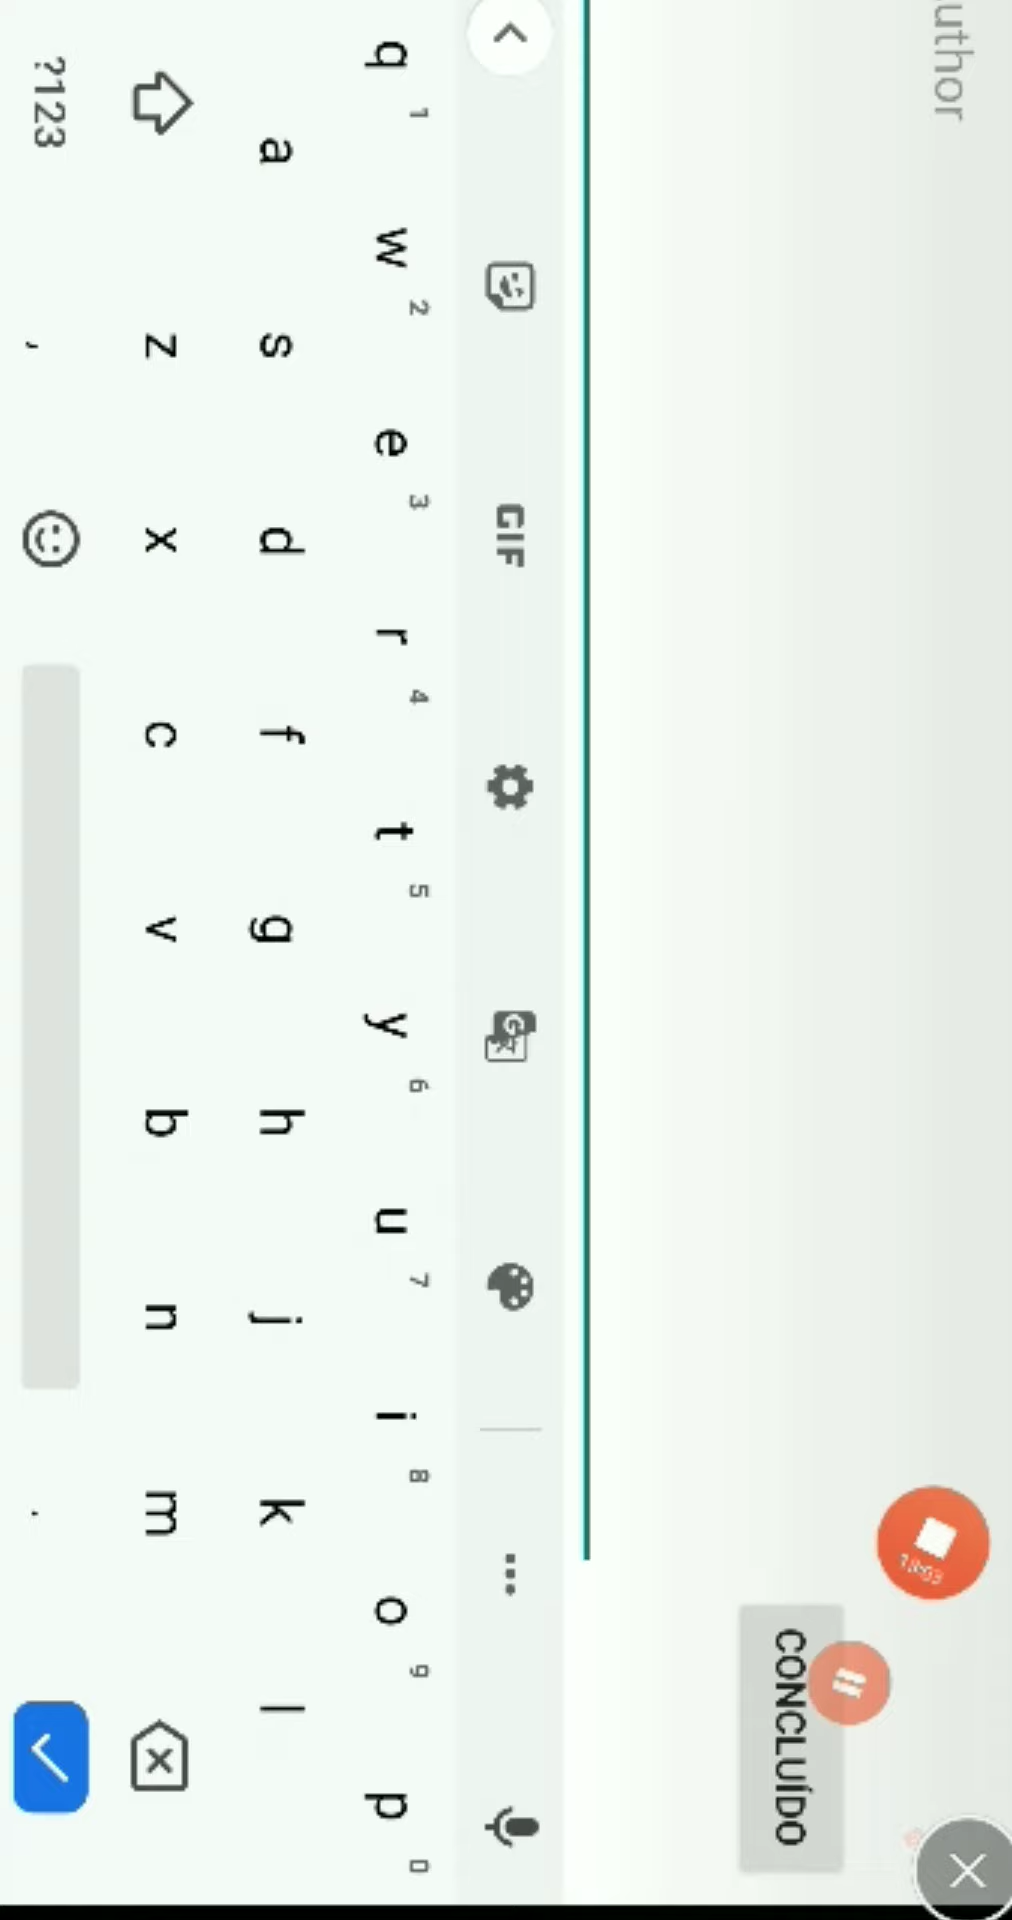 uthor
CONCLUÍDO
GIF
q 1 w 2 e 3 r 4 t 5 y 6 u 7 i 8 o 9 p 0
a s d f g h j k l
z x c v b n m
?123 , .